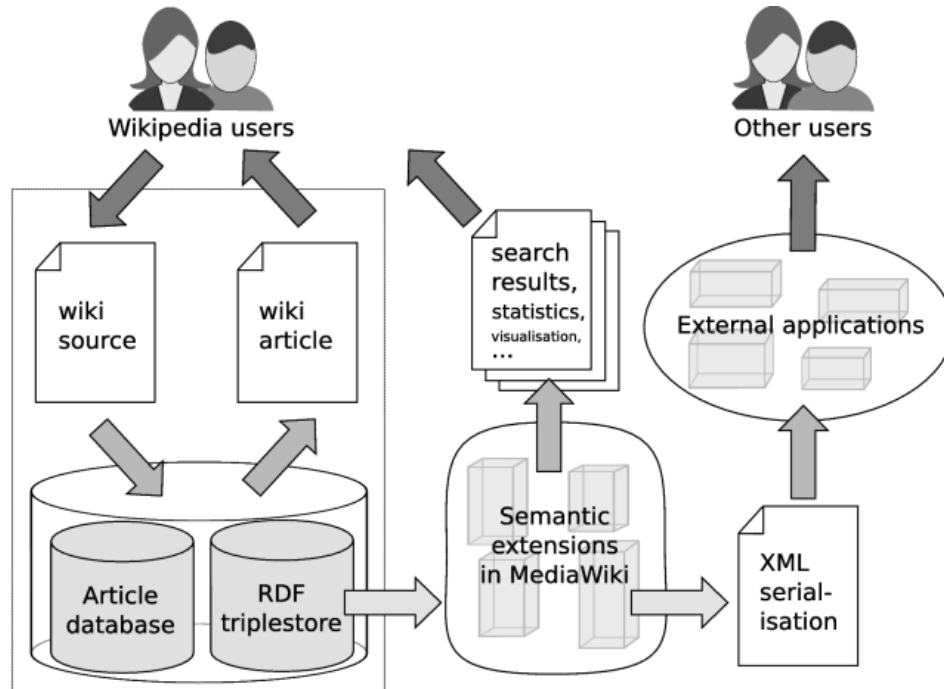 Wikipedia users
Other users
wiki
source
wiki
article
search
results,
statistics,
visualisation,
...
External applications
Article
database
RDF
triplestore
Semantic
extensions
in MediaWiki
XML
serial-
isation